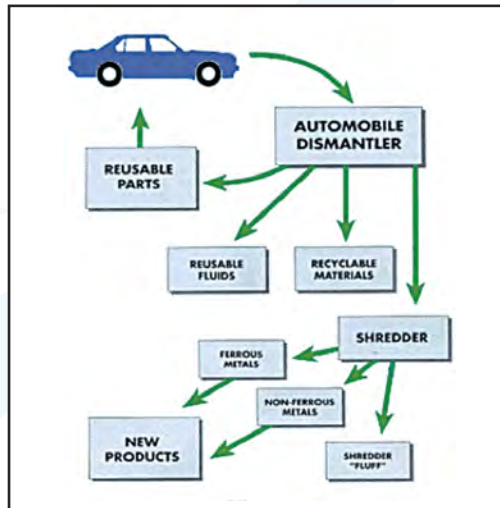 AUTOMOBILE
DISMANTLER
REUSABLE
PARTS
REUSABLE
FLUIDS
RECYCLABLE
MATERIALS
SHREDDER
FERROUS
METALS
NON-FERROUS
METALS
NEW
PRODUCTS
SHREDDER
"FLUFF"